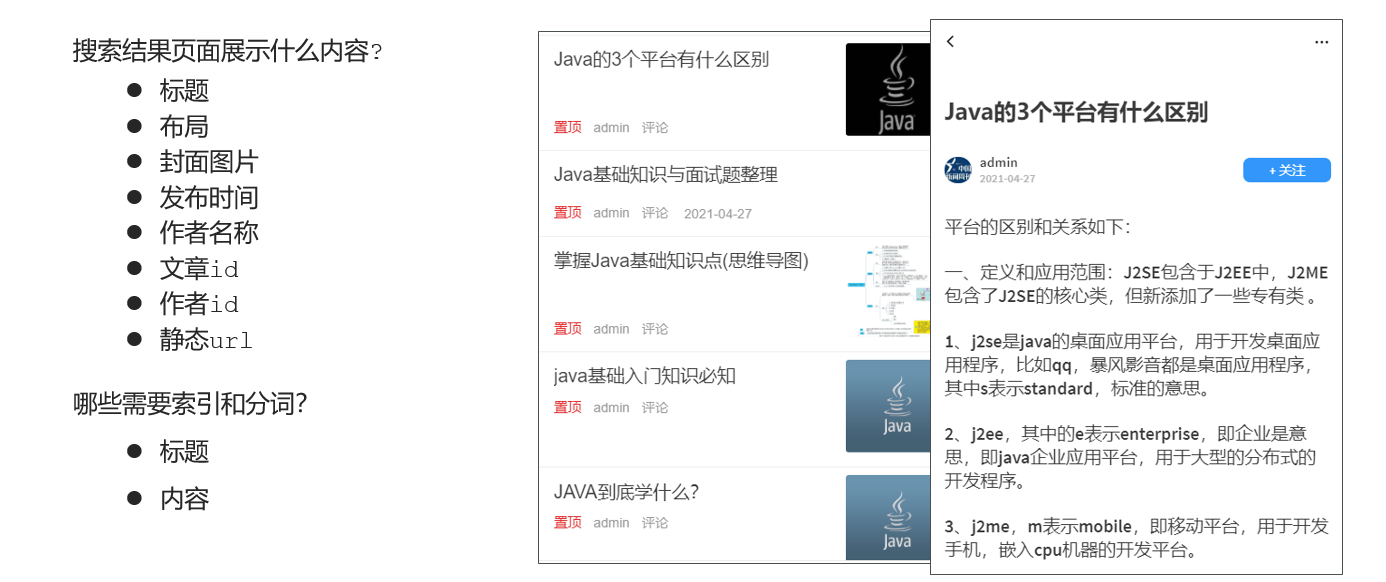 搜索结果页面展示什么内容?
● 标题
● 布局
● 封面图片
● 发布时间
● 作者名称
● 文章id
● 作者id
● 静态url
哪些需要索引和分词?
● 标题
● 内容
Java的3个平台有什么区别
置顶 admin 评论
Java
Java基础知识与面试题整理
置顶 admin 评论 2021-04-27
掌握Java基础知识点(思维导图)
置顶 admin 评论
java基础入门知识必知
置顶 admin 评论
Java
JAVA到底学什么?
置顶 admin 评论
Java
Java的3个平台有什么区别
admin
2021-04-27
+ 关注
平台的区别和关系如下：
一、定义和应用范围：J2SE包含于J2EE中，J2ME
包含了J2SE的核心类，但新添加了一些专有类 。
1、j2se是java的桌面应用平台，用于开发桌面应
用程序，比如qq，暴风影音都是桌面应用程序，
其中s表示standard，标准的意思。
2、j2ee，其中的e表示enterprise，即企业是意
思，即java企业应用平台，用于大型的分布式的
开发程序。
3、j2me，m表示mobile，即移动平台，用于开发
手机，嵌入cpu机器的开发平台。